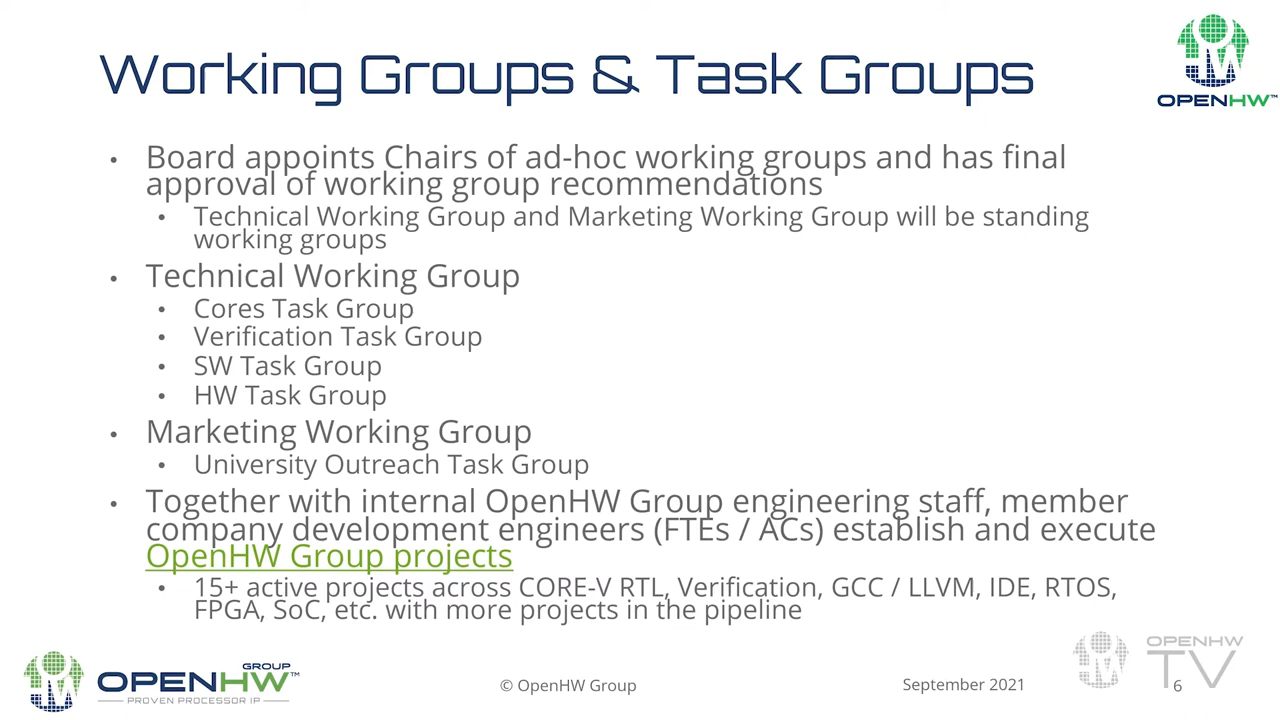 Working Groups & Task Groups
OPENHW™
• Board appoints Chairs of ad-hoc working groups and has final
approval of working group recommendations
• Technical Working Group and Marketing Working Group will be standing
working groups
• Technical Working Group
• Cores Task Group
• Verification Task Group
• SW Task Group
• HW Task Group
• Marketing Working Group
• University Outreach Task Group
• Together with internal OpenHW Group engineering staff, member
company development engineers (FTEs / ACs) establish and execute
OpenHW Group projects
• 15+ active projects across CORE-V RTL, Verification, GCC / LLVM, IDE, RTOS,
FPGA, SoC, etc. with more projects in the pipeline
GROUP
OPENHW™
PROVEN PROCESSOR IP
© OpenHW Group
September 2021
OPENHW
TV
6